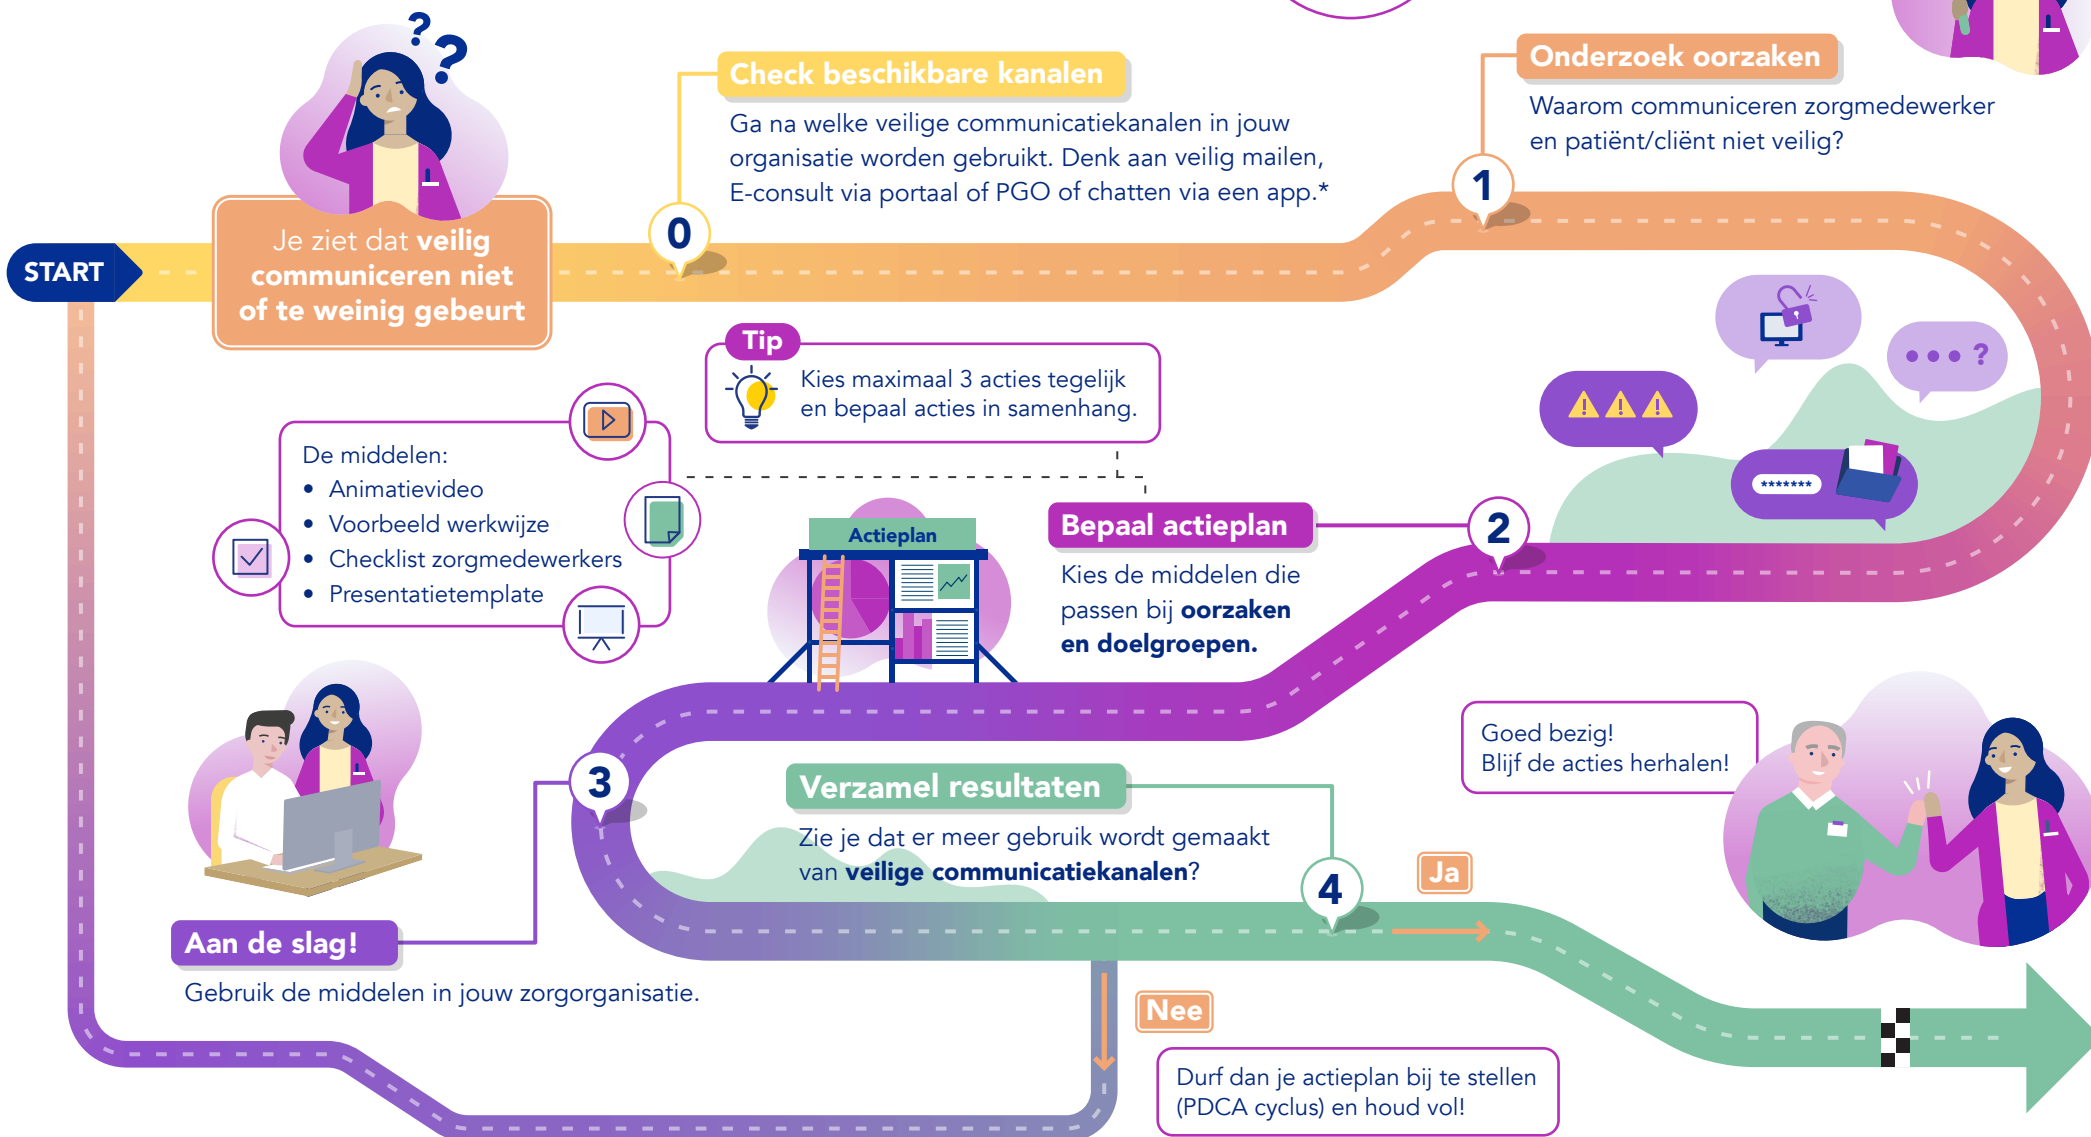 ??
START
Je ziet dat veilig
communiceren niet
of te weinig gebeurt
0
Check beschikbare kanalen
Ga na welke veilige communicatiekanalen in jouw
organisatie worden gebruikt. Denk aan veilig mailen,
E-consult via portaal of PGO of chatten via een app.*
1
Onderzoek oorzaken
Waarom communiceren zorgmedewerker
en patiënt/cliënt niet veilig?
?
*******
Tip
Kies maximaal 3 acties tegelijk
en bepaal acties in samenhang.
De middelen:
• Animatievideo
• Voorbeeld werkwijze
• Checklist zorgmedewerkers
• Presentatietemplate
Actieplan
2
Bepaal actieplan
Kies de middelen die
passen bij oorzaken
en doelgroepen.
3
Aan de slag!
Gebruik de middelen in jouw zorgorganisatie.
4
Verzamel resultaten
Zie je dat er meer gebruik wordt gemaakt
van veilige communicatiekanalen?
Ja
Goed bezig!
Blijf de acties herhalen!
Nee
Durf dan je actieplan bij te stellen
(PDCA cyclus) en houd vol!